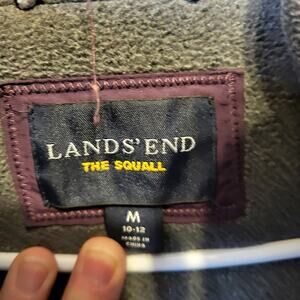 LANDS' END
THE SQUALL
M
10-12
MADE IN
CHINA